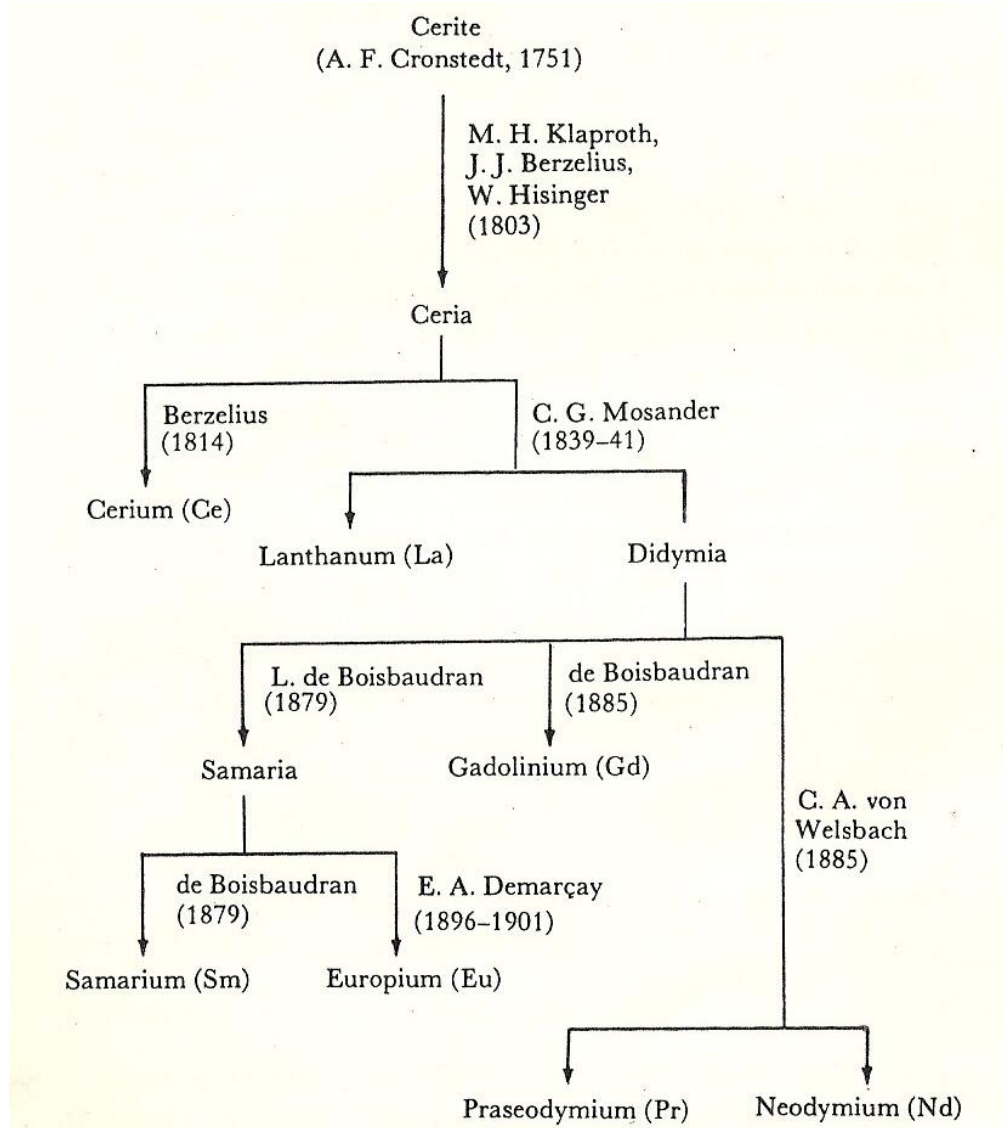 Cerite
(A. F. Cronstedt, 1751)
M. H. Klaproth,
J. J. Berzelius,
W. Hisinger
(1803)
Ceria
Berzelius
(1814)
C. G. Mosander
(1839–41)
Cerium (Ce)
Lanthanum (La)
Didymia
L. de Boisbaudran
(1879)
de Boisbaudran
(1885)
Samaria
Gadolinium (Gd)
C. A. von
Welsbach
(1885)
de Boisbaudran
(1879)
E. A. Demarçay
(1896–1901)
Samarium (Sm)
Europium (Eu)
Praseodymium (Pr)
Neodymium (Nd)